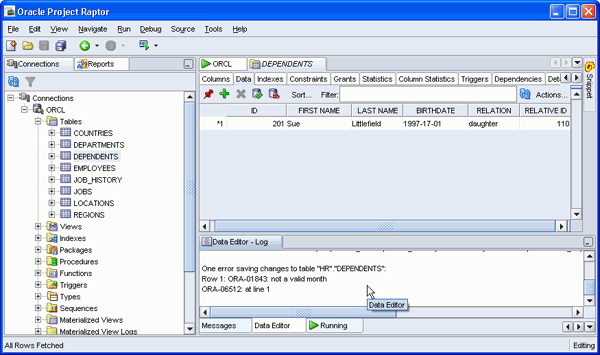 Oracle Project Raptor
File Edit View Navigate Run Debug Source Tools Help
Connections Reports
Connections
ORCL
Tables
COUNTRIES
DEPARTMENTS
DEPENDENTS
EMPLOYEES
JOB_HISTORY
JOBS
LOCATIONS
REGIONS
Views
Indexes
Packages
Procedures
Functions
Triggers
Types
Sequences
Materialized Views
Materialized View Logs
ORCL DEPENDENTS
Columns Data Indexes Constraints Grants Statistics Column Statistics Triggers Dependencies
Sort... Filter: Actions...
ID FIRST NAME LAST NAME BIRTHDATE RELATION RELATIVE ID
*1 201 Sue Littlefield 1997-17-01 daughter 110
Snippet
Data Editor - Log
One error saving changes to table "HR"."DEPENDENTS":
Row 1: ORA-01843: not a valid month
ORA-06512: at line 1
Data Editor
Messages Data Editor Running
All Rows Fetched Editing